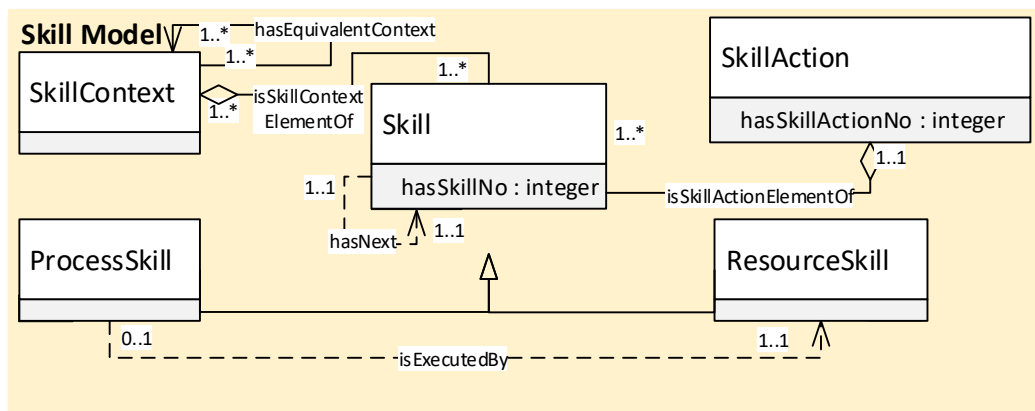 Skill Model
1..*
hasEquivalentContext
1..*
SkillContext
1..*
isSkillContext
ElementOf
1..*
Skill
hasSkillNo : integer
1..*
SkillAction
hasSkillActionNo : integer
1..1
isSkillActionElementOf
1..1
hasNext
1..1
ProcessSkill
ResourceSkill
0..1
isExecutedBy
1..1